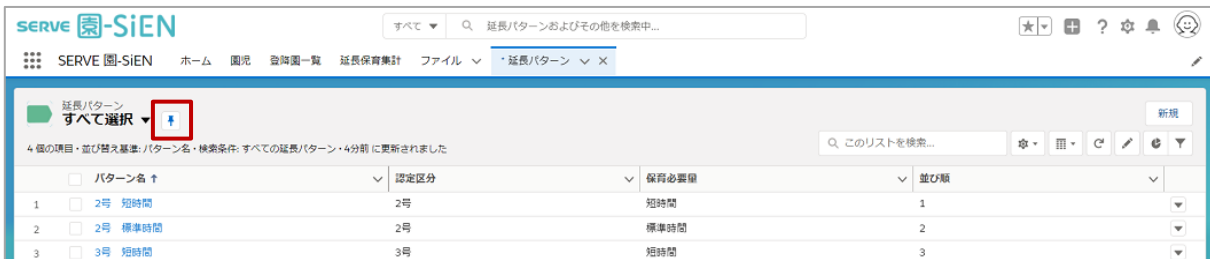 SERVE 園-SiEN
すべて 延長パターンおよびその他を検索中...
SERVE 園-SiEN ホーム 園児 登降園一覧 延長保育集計 ファイル * 延長パターン
延長パターン
すべて選択
新規
4 個の項目・並び替え基準: パターン名・検索条件: すべての延長パターン・4分前 に更新されました
このリストを検索...
パターン名 ↑ 認定区分 保育必要量 並び順
1 2号 短時間 2号 短時間 1
2 2号 標準時間 2号 標準時間 2
3 3号 短時間 3号 短時間 3